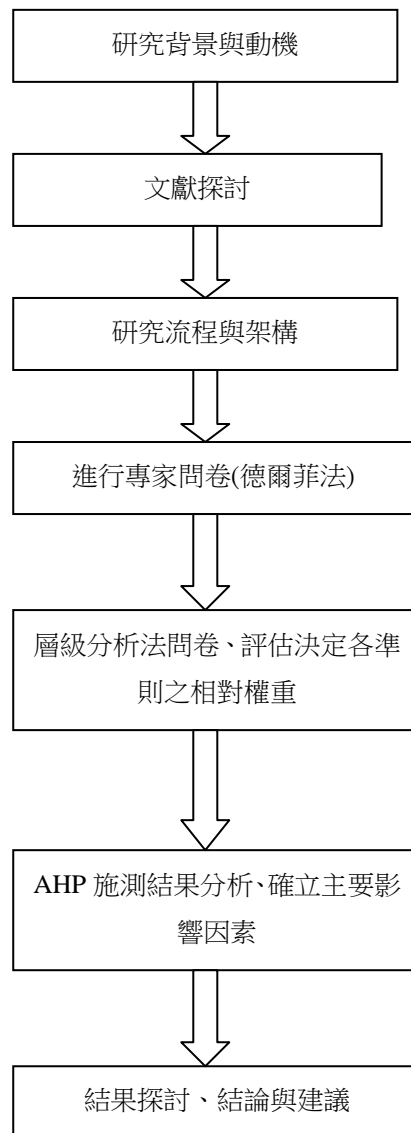 研究背景與動機
文獻探討
研究流程與架構
進行專家問卷(德爾菲法)
層級分析法問卷、評估決定各準
則之相對權重
AHP 施測結果分析、確立主要影
響因素
結果探討、結論與建議